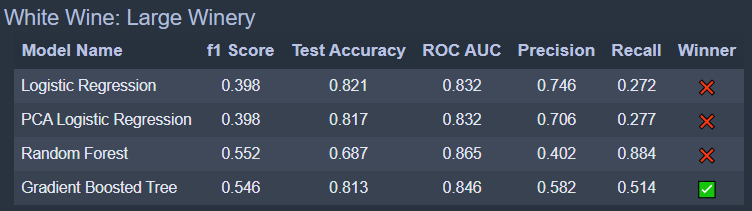 White Wine: Large Winery
Model Name f1 Score Test Accuracy ROC AUC Precision Recall Winner
Logistic Regression 0.398 0.821 0.832 0.746 0.272 ❌
PCA Logistic Regression 0.398 0.817 0.832 0.706 0.277 ❌
Random Forest 0.552 0.687 0.865 0.402 0.884 ❌
Gradient Boosted Tree 0.546 0.813 0.846 0.582 0.514 ✅